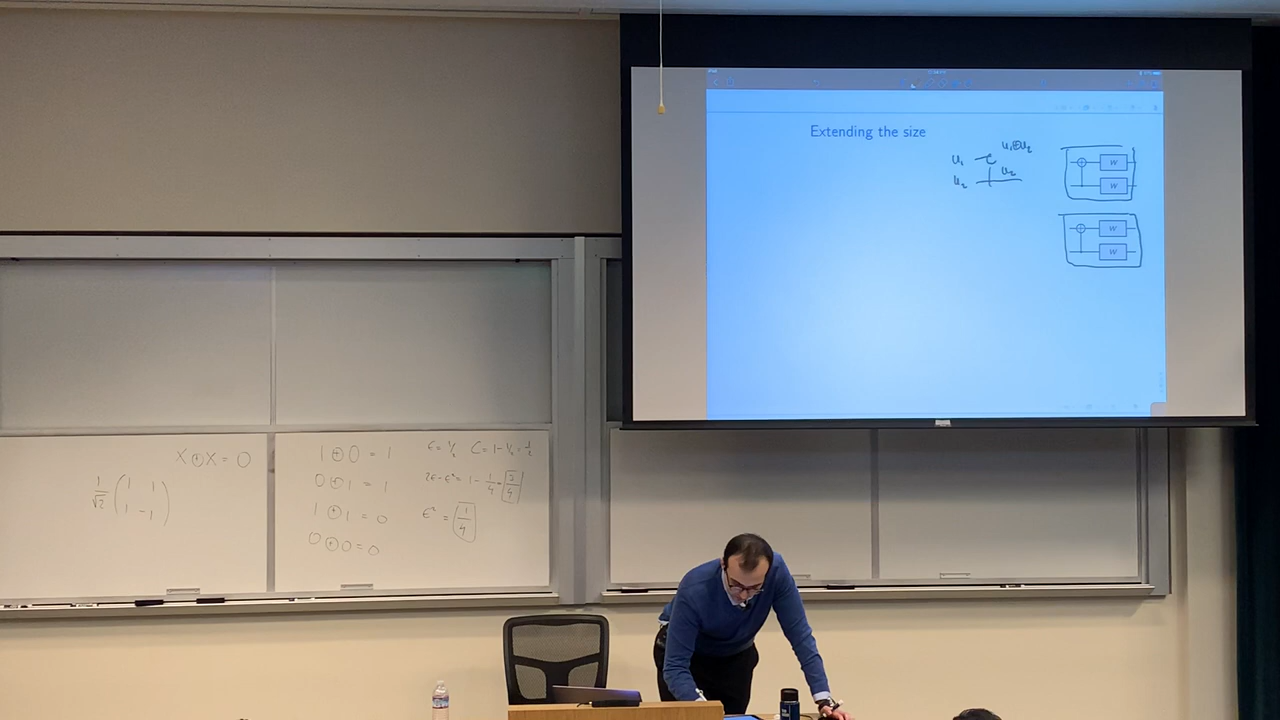 Extending the size
U₁⊕U₂
U₁
U₂
U₂
W
W
W
W
X⊕X = 0
1/√2 (1 1
1 -1)
1⊕0 = 1
0⊕1 = 1
1⊕1 = 0
0⊕0 = 0
ϵ = 1/2 C = 1 - 1/2 = 1/2
2ϵ - ϵ² = 1 - 1/4 = 3/4
ϵ² = 1/4